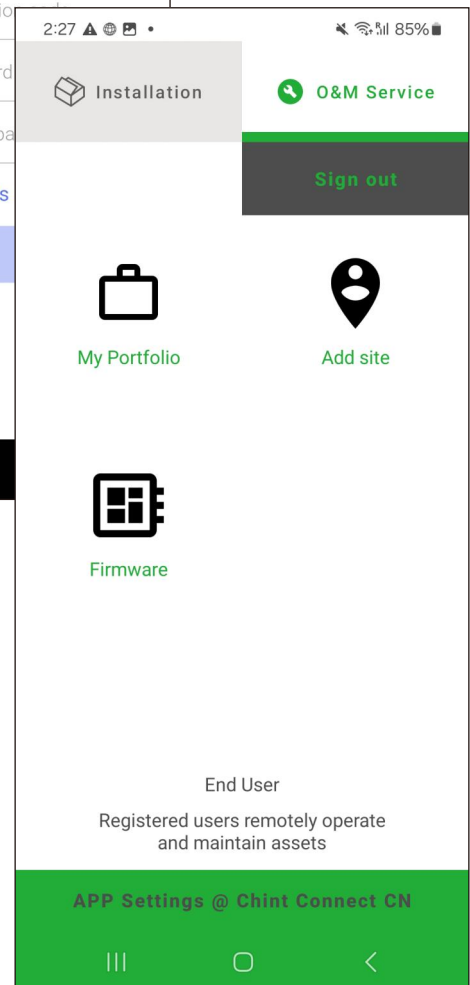 2:27 85%
Installation O&M Service
Sign out
My Portfolio Add site
Firmware
End User
Registered users remotely operate
and maintain assets
APP Settings @ Chint Connect CN